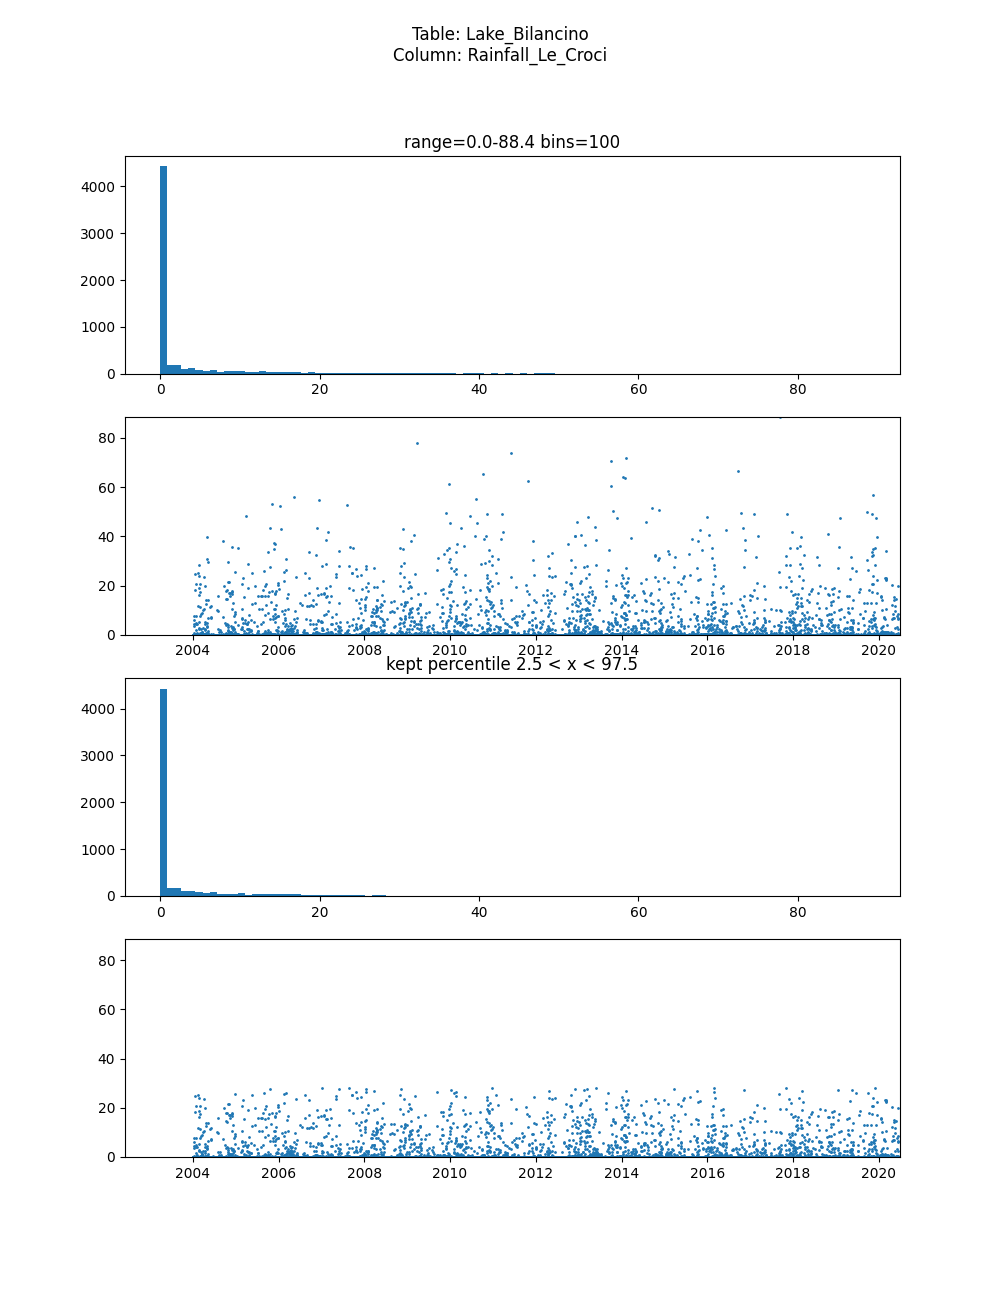 Table: Lake_Bilancino
Column: Rainfall_Le_Croci
range=0.0-88.4 bins=100
4000
3000
2000
1000
0
0 20 40 60 80
80
60
40
20
0
2004 2006 2008 2010 2012 2014 2016 2018 2020
kept percentile 2.5 < x < 97.5
4000
3000
2000
1000
0
0 20 40 60 80
80
60
40
20
0
2004 2006 2008 2010 2012 2014 2016 2018 2020